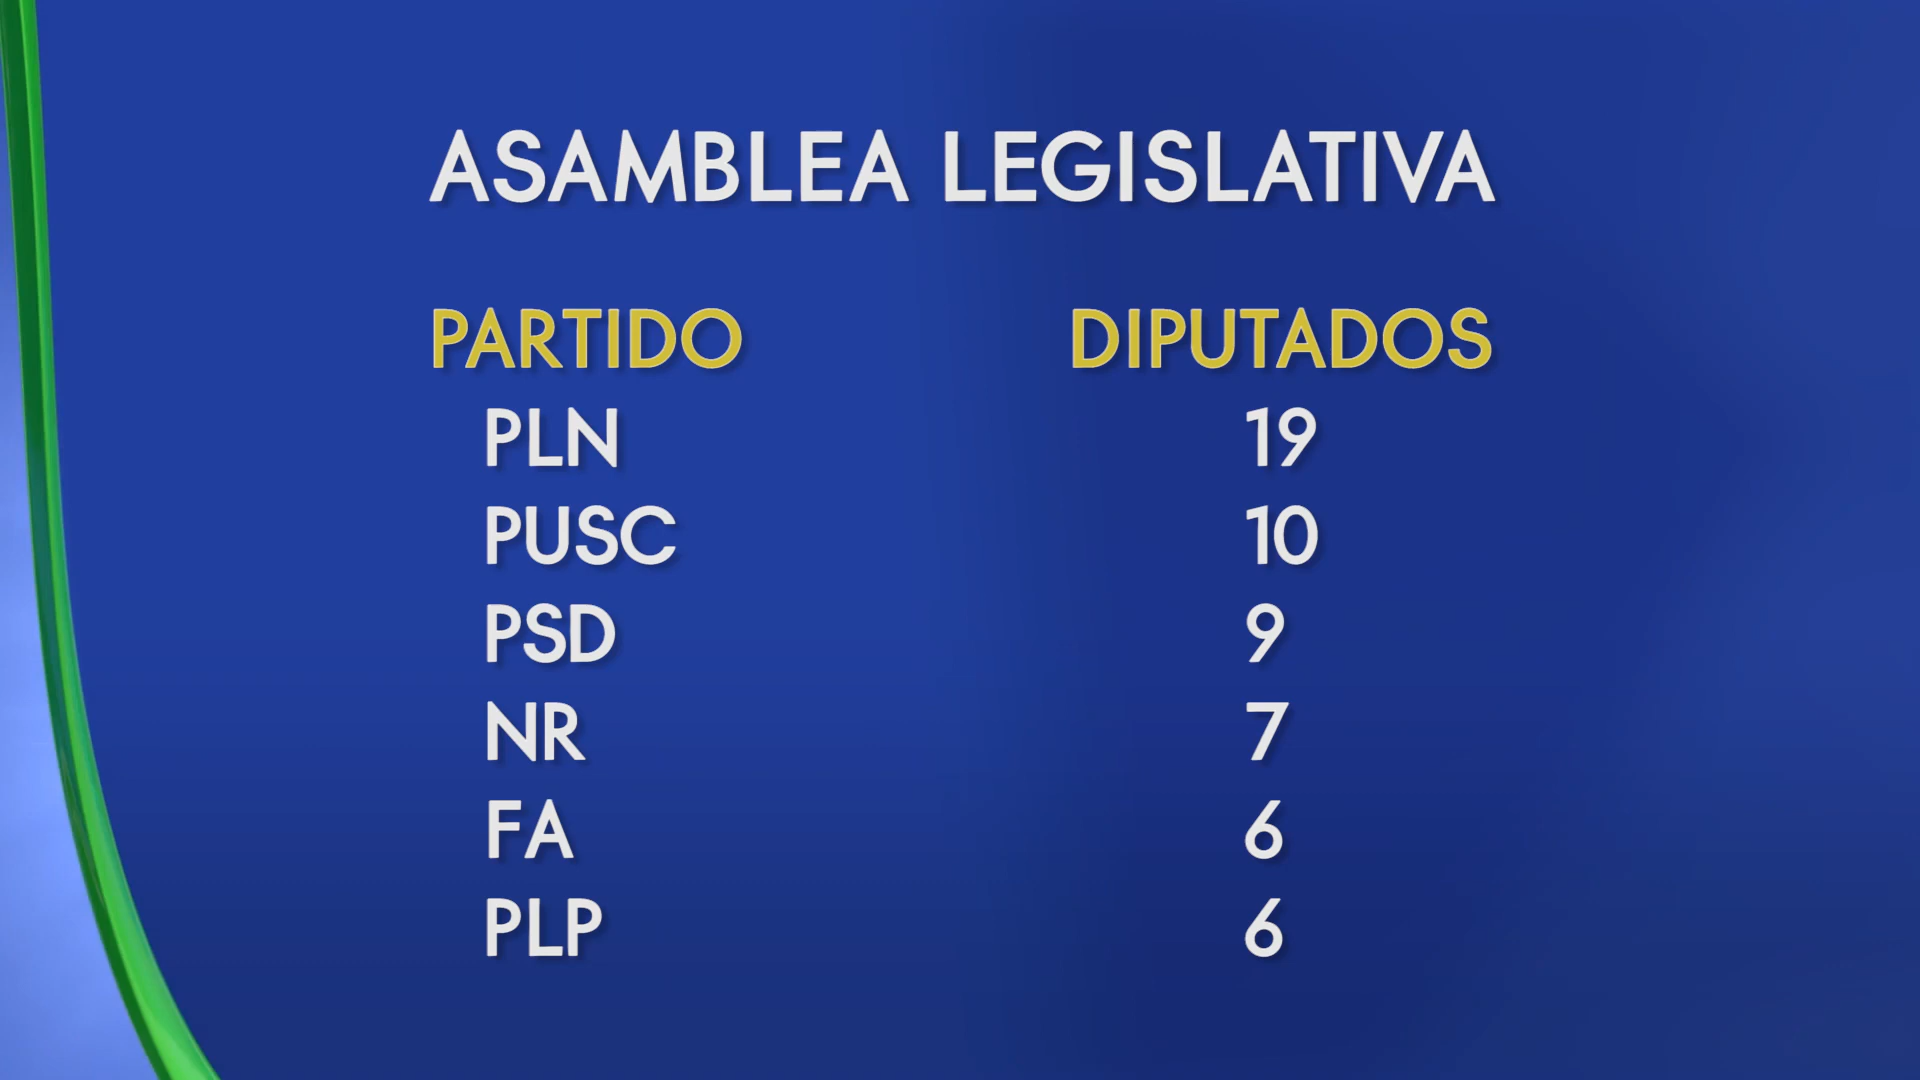 ASAMBLEA LEGISLATIVA
PARTIDO DIPUTADOS
PLN 19
PUSC 10
PSD 9
NR 7
FA 6
PLP 6